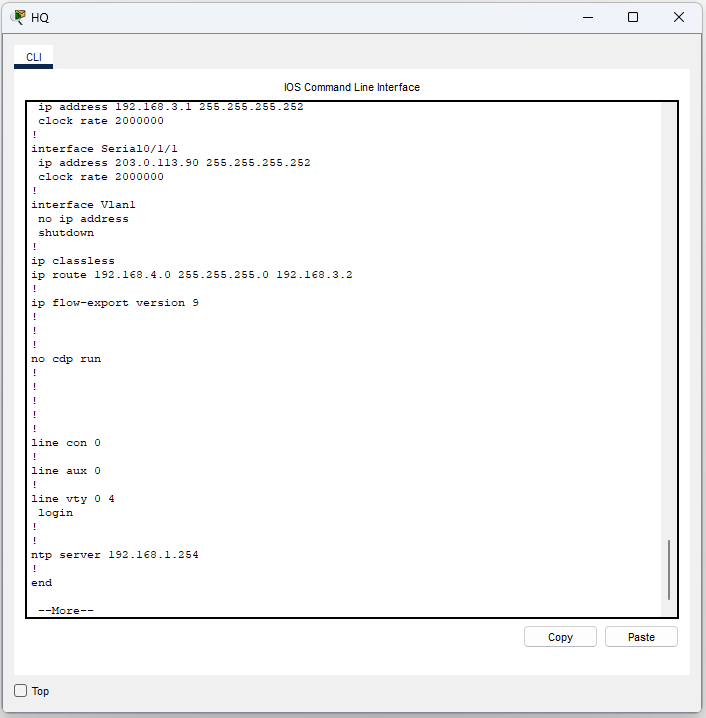 HQ
CLI
IOS Command Line Interface
 ip address 192.168.3.1 255.255.255.252
 clock rate 2000000
!
interface Serial0/1/1
 ip address 203.0.113.90 255.255.255.252
 clock rate 2000000
!
interface Vlan1
 no ip address
 shutdown
!
ip classless
ip route 192.168.4.0 255.255.255.0 192.168.3.2
!
ip flow-export version 9
!
!
!
no cdp run
!
!
!
!
!
line con 0
!
line aux 0
!
line vty 0 4
 login
!
!
ntp server 192.168.1.254
!
end
 --More--
Copy Paste
Top